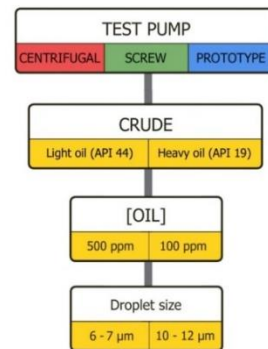 TEST PUMP
CENTRIFUGAL SCREW PROTOTYPE
CRUDE
Light oil (API 44) Heavy oil (API 19)
[OIL]
500 ppm 100 ppm
Droplet size
6 - 7 µm 10 - 12 µm